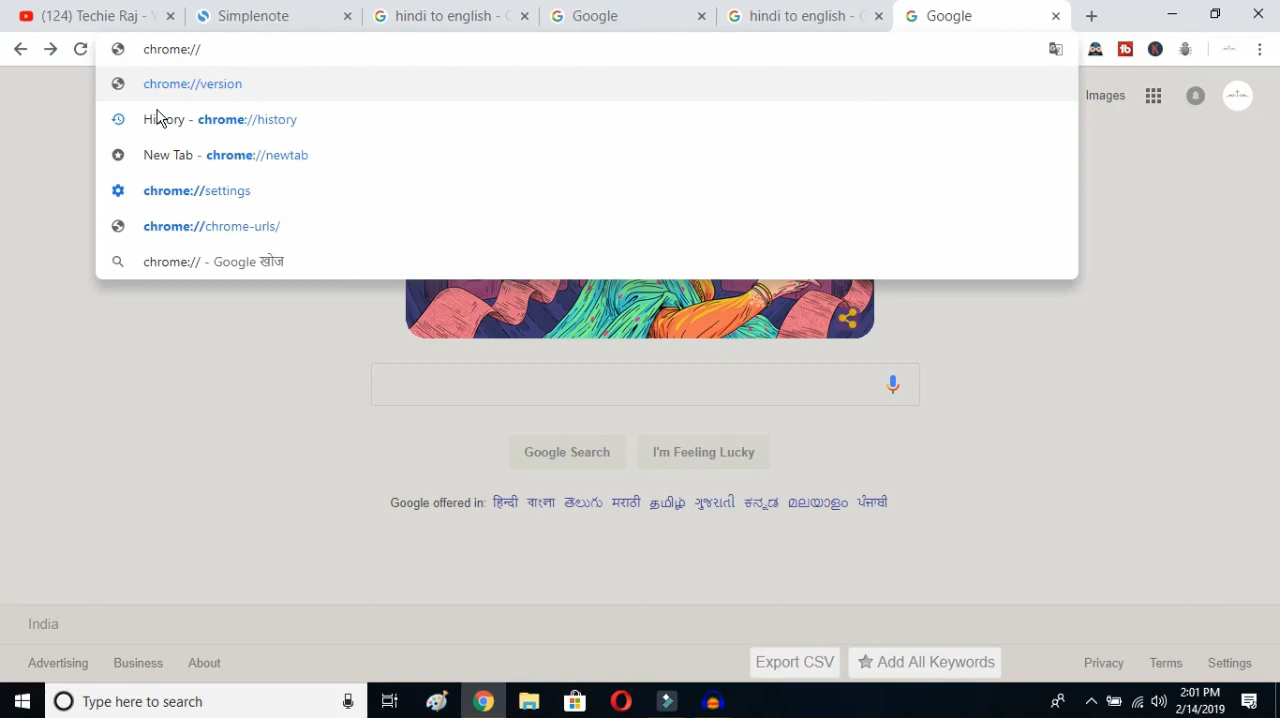 (124) Techie Raj - Y
Simplenote
hindi to english - G
Google
hindi to english - G
Google
chrome://
chrome://version
History - chrome://history
New Tab - chrome://newtab
chrome://settings
chrome://chrome-urls/
chrome:// - Google खोज
Images
Google Search
I'm Feeling Lucky
Google offered in: हिन्दी বাংলা తెలుగు मराठी தமிழ் ગુજરાતી ಕನ್ನಡ മലയാളം ਪੰਜਾਬੀ
India
Advertising Business About
Export CSV
Add All Keywords
Privacy Terms Settings
Type here to search
2:01 PM
2/14/2019